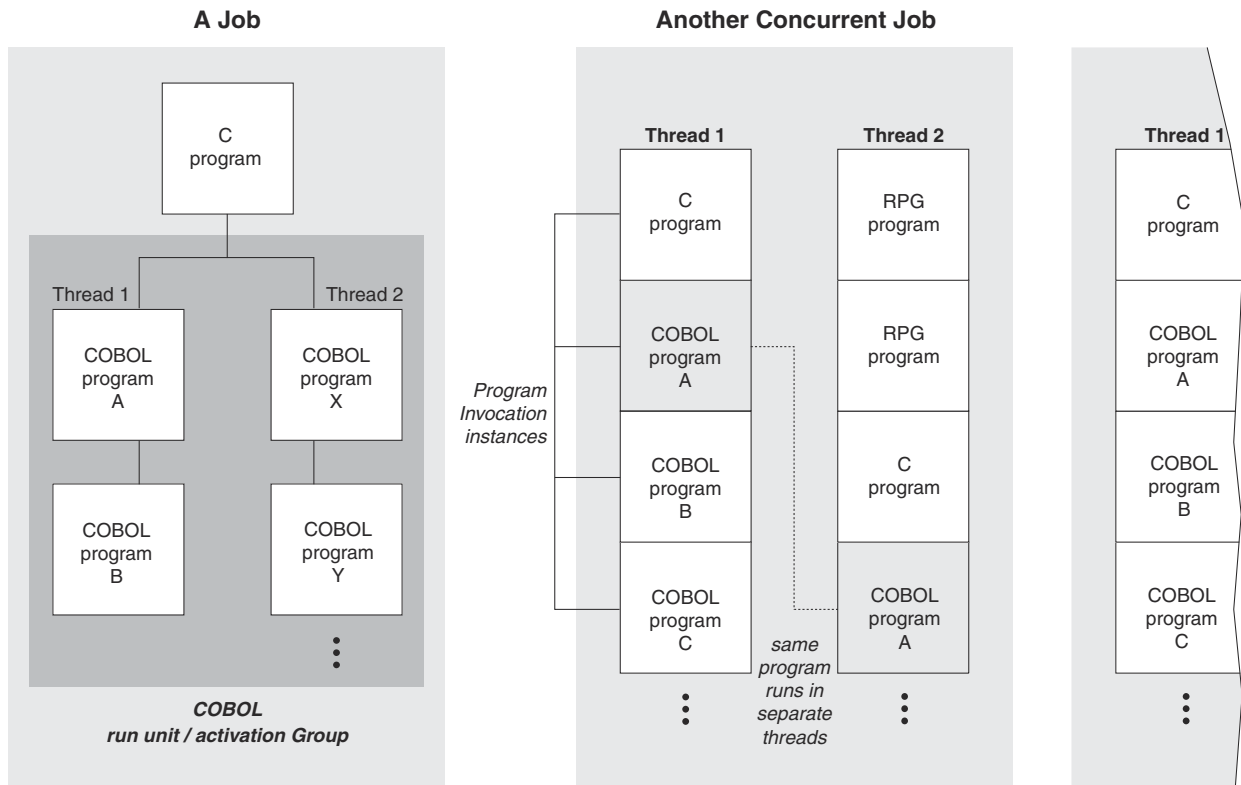 A Job
C
program
Thread 1
Thread 2
COBOL
program
A
COBOL
program
X
COBOL
program
B
COBOL
program
Y
COBOL
run unit / activation Group
Another Concurrent Job
Thread 1
C
program
COBOL
program
A
COBOL
program
B
COBOL
program
C
Program
Invocation
instances
Thread 2
RPG
program
RPG
program
C
program
COBOL
program
A
same
program
runs in
separate
threads
Thread 1
C
program
COBOL
program
A
COBOL
program
B
COBOL
program
C